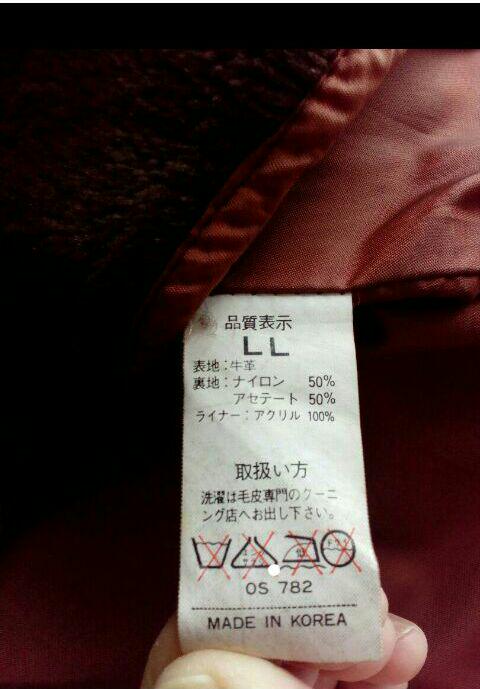 品質表示
LL
表地:牛革
裏地:ナイロン 50%
アセテート 50%
ライナー:アクリル 100%
取扱い方
洗濯は毛皮専門のクーニ
ング店へお出し下さい。
OS 782
MADE IN KOREA